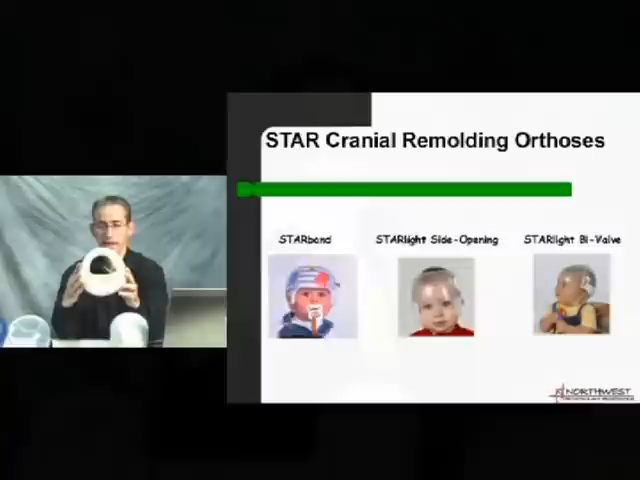 STAR Cranial Remolding Orthoses
STARband
STARlight Side-Opening
STARlight Bi-Valve
NORTHWEST